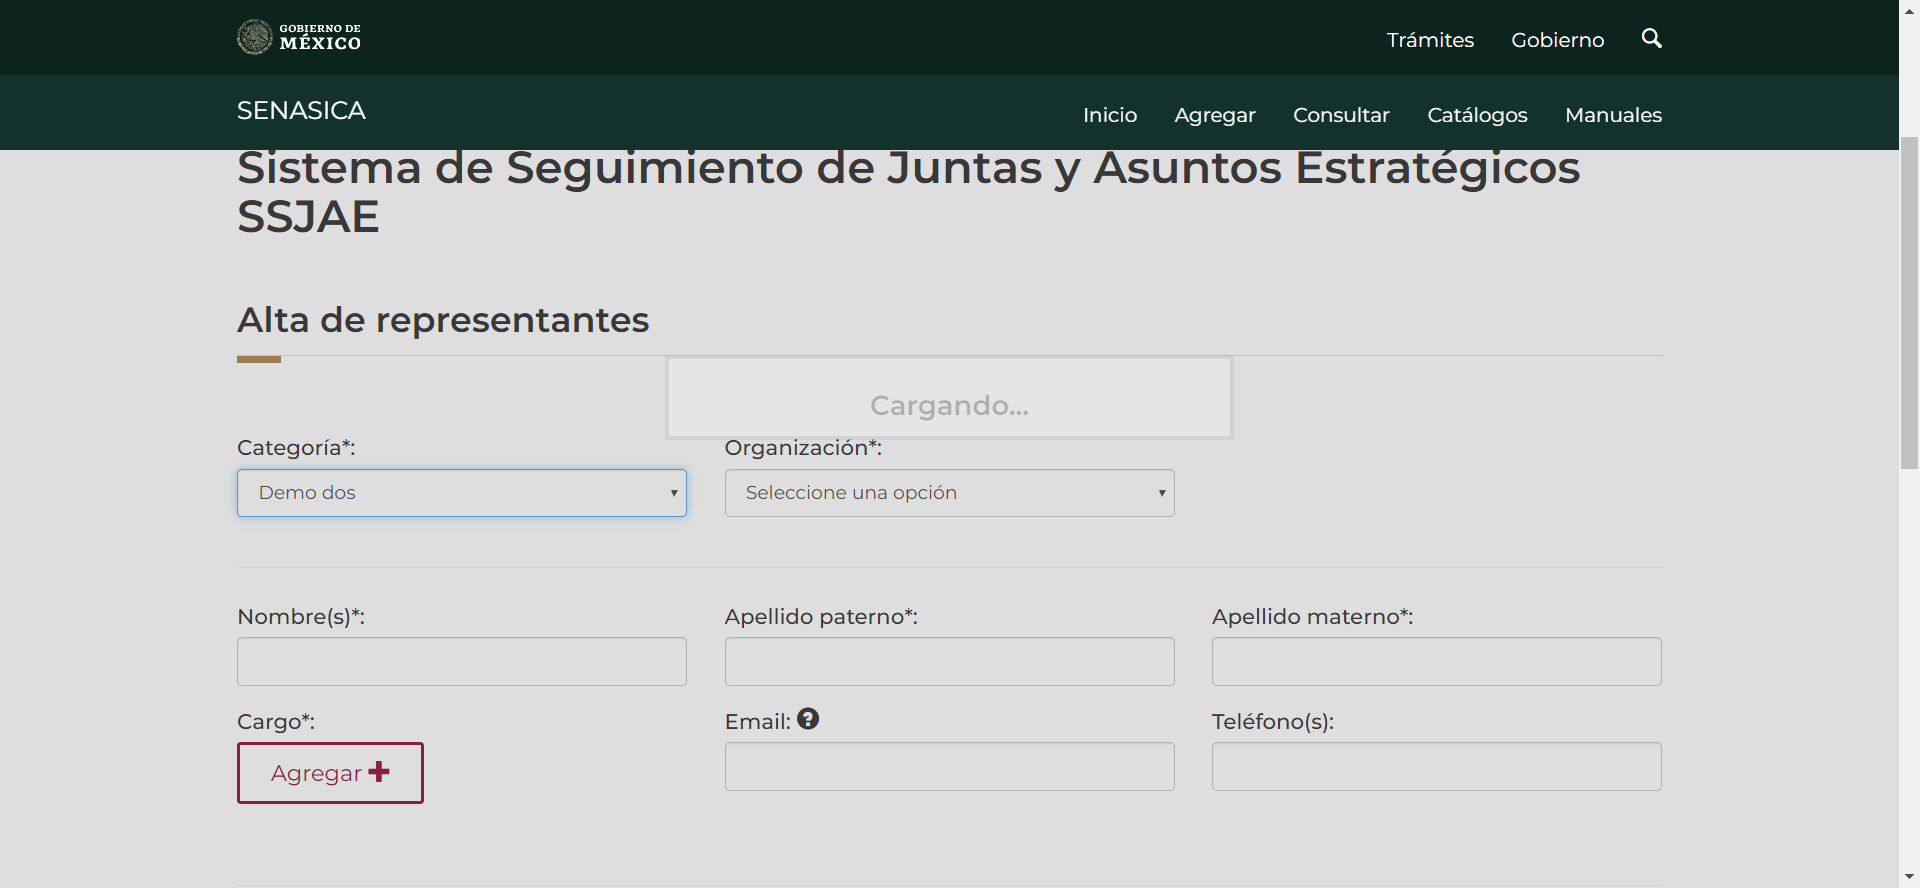 GOBIERNO DE
MÉXICO
Trámites Gobierno
SENASICA
Inicio Agregar Consultar Catálogos Manuales
Sistema de Seguimiento de Juntas y Asuntos Estratégicos
SSJAE
Alta de representantes
Cargando...
Categoría*: Organización*:
Demo dos Seleccione una opción
Nombre(s)*: Apellido paterno*: Apellido materno*:
Cargo*: Email: ? Teléfono(s):
Agregar +